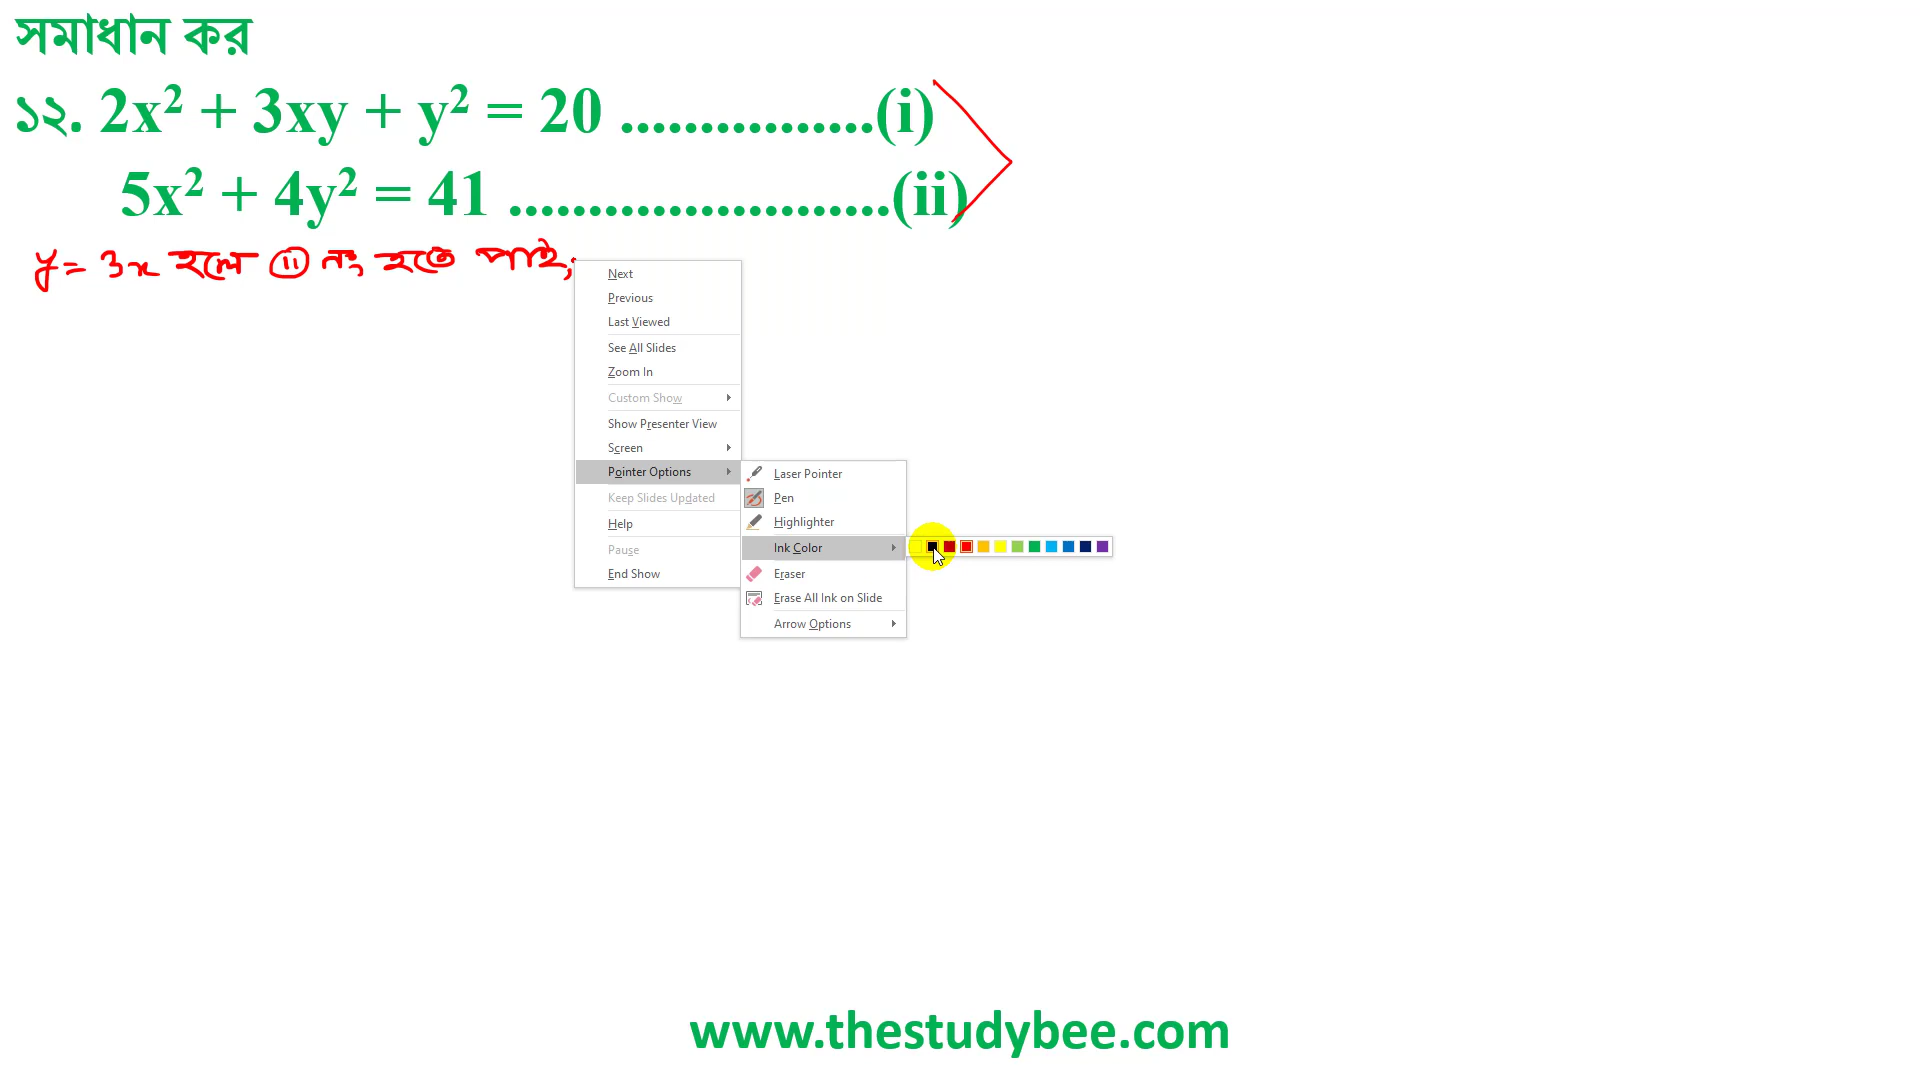 সমাধান কর
১২. 2x² + 3xy + y² = 20 ................(i)
5x² + 4y² = 41 ........................(ii)
y = 3x হলে (ii) নং হতে পাই,
Next
Previous
Last Viewed
See All Slides
Zoom In
Custom Show
Show Presenter View
Screen
Pointer Options
Keep Slides Updated
Help
Pause
End Show
Laser Pointer
Pen
Highlighter
Ink Color
Eraser
Erase All Ink on Slide
Arrow Options
www.thestudybee.com